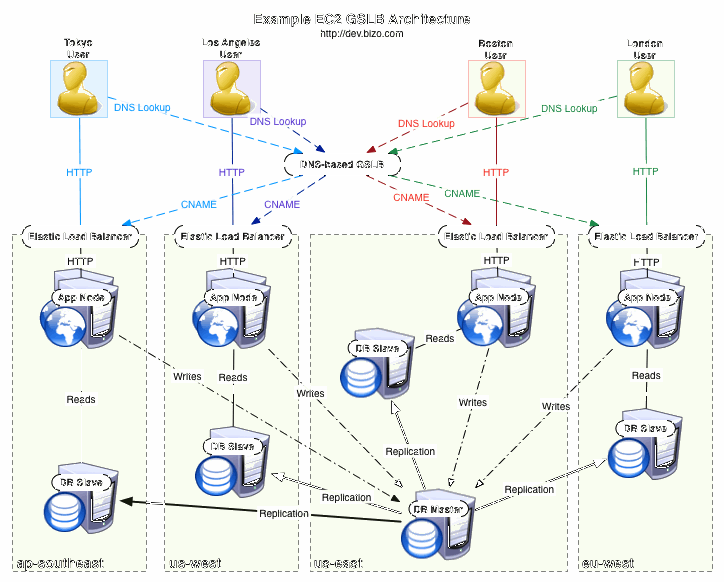 Example EC2 GSLB Architecture
http://dev.bizo.com
Tokyo
User
Los Angeles
User
Boston
User
London
User
DNS Lookup
DNS Lookup
DNS Lookup
DNS Lookup
DNS-based GSLB
HTTP
HTTP
HTTP
HTTP
CNAME
CNAME
CNAME
CNAME
Elastic Load Balancer
Elastic Load Balancer
Elastic Load Balancer
Elastic Load Balancer
HTTP
HTTP
HTTP
HTTP
App Node
App Node
App Node
App Node
Reads
DB Slave
Writes
Reads
Writes
Writes
Writes
Reads
Reads
DB Slave
DB Slave
Replication
DB Slave
Replication
Replication
Replication
DB Master
ap-southeast
us-west
us-east
eu-west